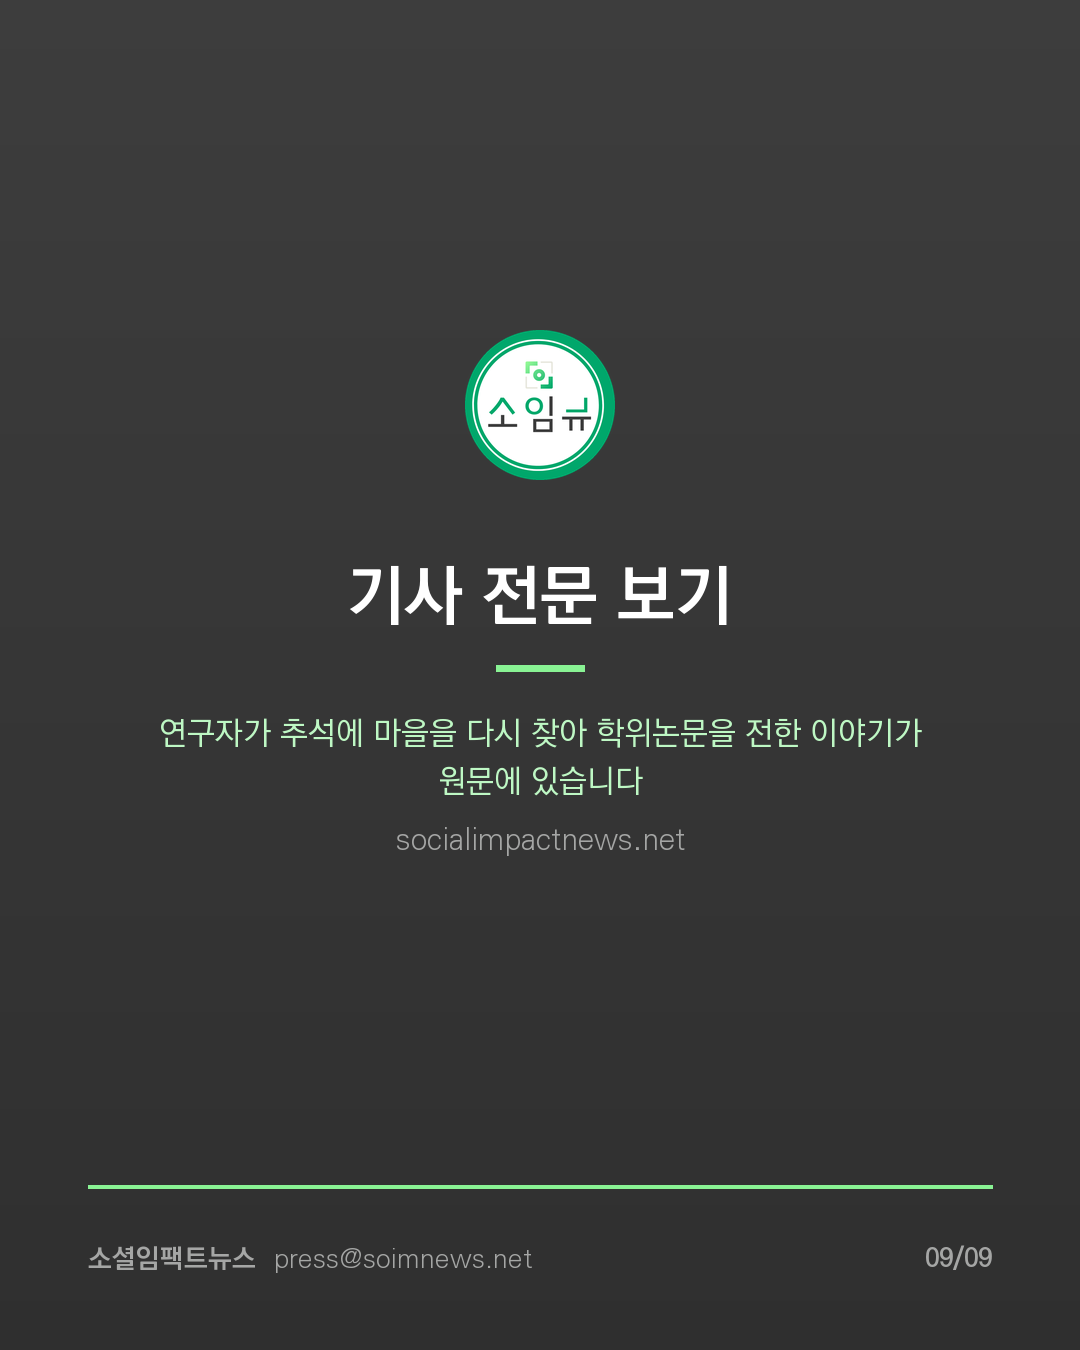 소임뉴
기사 전문 보기
연구자가 추석에 마을을 다시 찾아 학위논문을 전한 이야기가
원문에 있습니다
socialimpactnews.net
소셜임팩트뉴스 press@soimnews.net
09/09